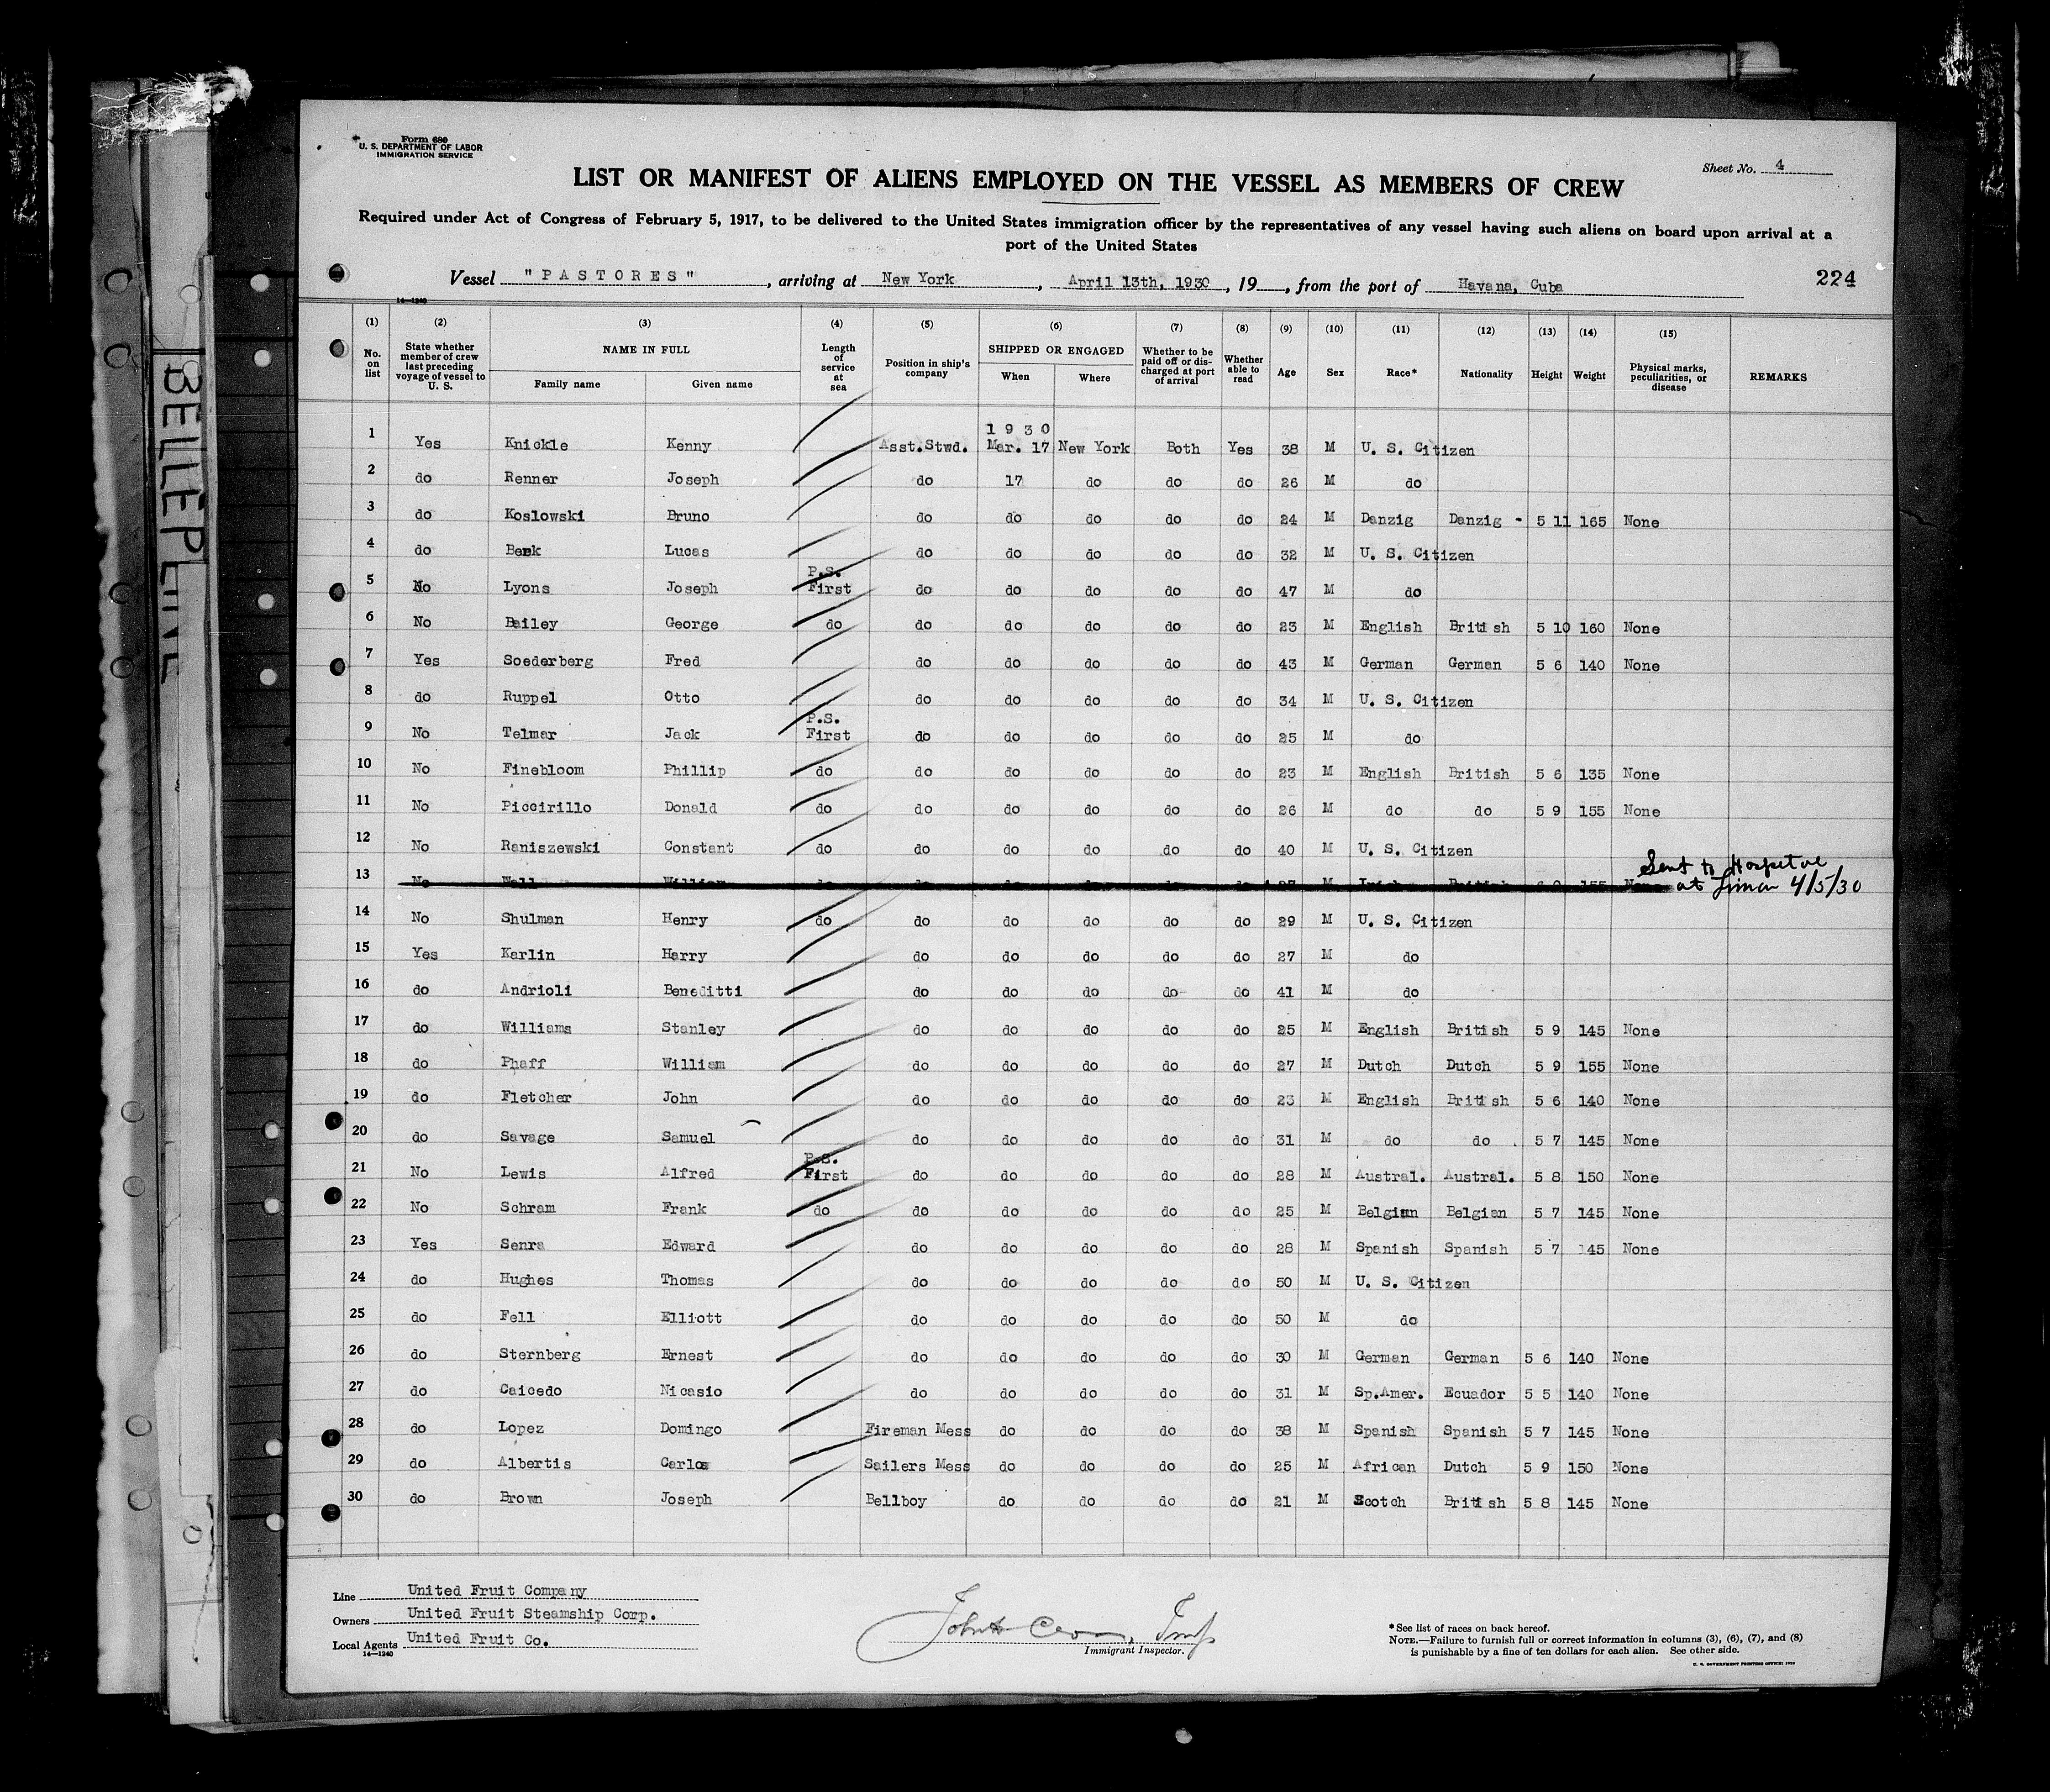 BELLEPLINE
Form 680
U. S. DEPARTMENT OF LABOR
IMMIGRATION SERVICE
Sheet No. 4
LIST OR MANIFEST OF ALIENS EMPLOYED ON THE VESSEL AS MEMBERS OF CREW
Required under Act of Congress of February 5, 1917, to be delivered to the United States immigration officer by the representatives of any vessel having such aliens on board upon arrival at a
port of the United States
Vessel "PASTORES", arriving at New York, April 13th, 1930, 19, from the port of Havana, Cuba
224
14—1240
(1) No. on list (2) State whether member of crew last preceding voyage of vessel to U. S. (3) NAME IN FULL Family name Given name (4) Length of service at sea (5) Position in ship's company (6) SHIPPED OR ENGAGED When Where (7) Whether to be paid off or discharged at port of arrival (8) Whether able to read (9) Age (10) Sex (11) Race* (12) Nationality (13) Height (14) Weight (15) Physical marks, peculiarities, or disease REMARKS
1930
1 Yes Knickle Kenny Asst.Stwd. Mar. 17 New York Both Yes 38 M U. S. Citizen
2 do Renner Joseph do 17 do do do 26 M do
3 do Koslowski Bruno do do do do do 24 M Danzig Danzig - 5 11 165 None
4 do Beek Lucas do do do do do 32 M U. S. Citizen
5 No Lyons Joseph P.S. First do do do do do 47 M do
6 No Bailey George do do do do do do 23 M English British 5 10 160 None
7 Yes Soederberg Fred do do do do do 43 M German German 5 6 140 None
8 do Ruppel Otto do do do do do 34 M U. S. Citizen
9 No Telmar Jack P.S. First do do do do do 25 M do
10 No Finebloom Phillip do do do do do do 23 M English British 5 6 135 None
11 No Piccirillo Donald do do do do do do 26 M do do 5 9 155 None
12 No Raniszewski Constant do do do do do do 40 M U. S. Citizen
13 No William do do do do do do M Irish British 155 None Sent to Hospital at Limon 4/5/30
14 No Shulman Henry do do do do do do 29 M U. S. Citizen
15 Yes Karlin Harry do do do do do 27 M do
16 do Andrioli Beneditti do do do do do 41 M do
17 do Williams Stanley do do do do do 25 M English British 5 9 145 None
18 do Phaff William do do do do do 27 M Dutch Dutch 5 9 155 None
19 do Fletcher John do do do do do 23 M English British 5 6 140 None
20 do Savage Samuel do do do do do 31 M do do 5 7 145 None
21 No Lewis Alfred P.S. First do do do do do 28 M Austral. Austral. 5 8 150 None
22 No Schram Frank do do do do do do 25 M Belgian Belgian 5 7 145 None
23 Yes Senra Edward do do do do do 28 M Spanish Spanish 5 7 145 None
24 do Hughes Thomas do do do do do 50 M U. S. Citizen
25 do Fell Elliott do do do do do 50 M do
26 do Sternberg Ernest do do do do do 30 M German German 5 6 140 None
27 do Caicedo Nicasio do do do do do 31 M Sp.Amer. Ecuador 5 5 140 None
28 do Lopez Domingo Fireman Mess do do do do 38 M Spanish Spanish 5 7 145 None
29 do Albertis Carlos Sailers Mess do do do do 25 M African Dutch 5 9 150 None
30 do Brown Joseph Bellboy do do do do 21 M Scotch British 5 8 145 None
Line United Fruit Company
Owners United Fruit Steamship Corp.
Local Agents United Fruit Co.
14—1240
Immigrant Inspector.
*See list of races on back hereof.
NOTE.—Failure to furnish full or correct information in columns (3), (6), (7), and (8)
is punishable by a fine of ten dollars for each alien. See other side.